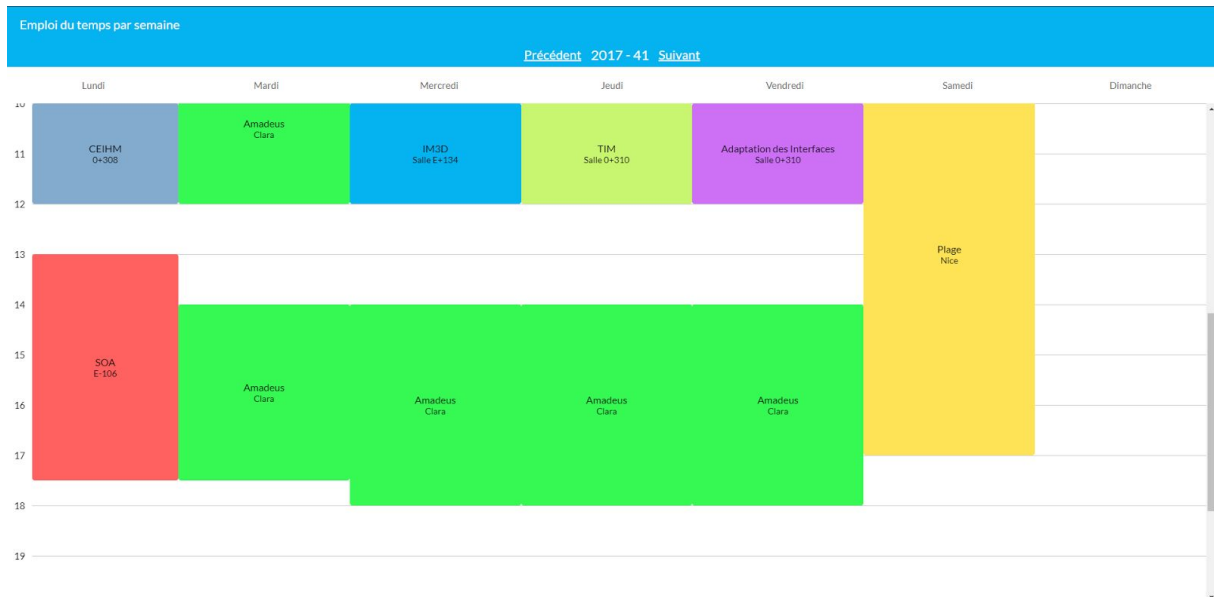 Emploi du temps par semaine
Précédent 2017 - 41 Suivant
Lundi Mardi Mercredi Jeudi Vendredi Samedi Dimanche
10
Amadeus
Clara
11
CEIHM
0+308
IM3D
Salle E+134
TIM
Salle 0+310
Adaptation des Interfaces
Salle 0+310
12
13
Plage
Nice
14
15
SOA
E-106
Amadeus
Clara
16
Amadeus
Clara
Amadeus
Clara
Amadeus
Clara
17
18
19